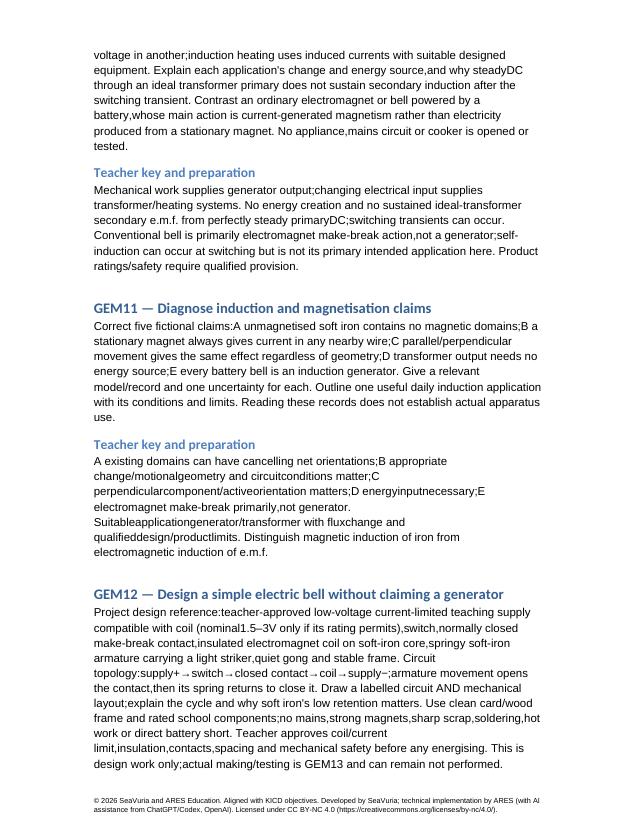 voltage in another;induction heating uses induced currents with suitable designed
equipment. Explain each application's change and energy source,and why steadyDC
through an ideal transformer primary does not sustain secondary induction after the
switching transient. Contrast an ordinary electromagnet or bell powered by a
battery,whose main action is current-generated magnetism rather than electricity
produced from a stationary magnet. No appliance,mains circuit or cooker is opened or
tested.
Teacher key and preparation
Mechanical work supplies generator output;changing electrical input supplies
transformer/heating systems. No energy creation and no sustained ideal-transformer
secondary e.m.f. from perfectly steady primaryDC;switching transients can occur.
Conventional bell is primarily electromagnet make-break action,not a generator;self-
induction can occur at switching but is not its primary intended application here. Product
ratings/safety require qualified provision.
GEM11 — Diagnose induction and magnetisation claims
Correct five fictional claims:A unmagnetised soft iron contains no magnetic domains;B a
stationary magnet always gives current in any nearby wire;C parallel/perpendicular
movement gives the same effect regardless of geometry;D transformer output needs no
energy source;E every battery bell is an induction generator. Give a relevant
model/record and one uncertainty for each. Outline one useful daily induction application
with its conditions and limits. Reading these records does not establish actual apparatus
use.
Teacher key and preparation
A existing domains can have cancelling net orientations;B appropriate
change/motionalgeometry and circuitconditions matter;C
perpendicularcomponent/activeorientation matters;D energyinputnecessary;E
electromagnet make-break primarily,not generator.
Suitableapplicationgenerator/transformer with fluxchange and
qualifieddesign/productlimits. Distinguish magnetic induction of iron from
electromagnetic induction of e.m.f.
GEM12 — Design a simple electric bell without claiming a generator
Project design reference:teacher-approved low-voltage current-limited teaching supply
compatible with coil (nominal1.5–3V only if its rating permits),switch,normally closed
make-break contact,insulated electromagnet coil on soft-iron core,springy soft-iron
armature carrying a light striker,quiet gong and stable frame. Circuit
topology:supply+→switch→closed contact→coil→supply−;armature movement opens
the contact,then its spring returns to close it. Draw a labelled circuit AND mechanical
layout;explain the cycle and why soft iron's low retention matters. Use clean card/wood
frame and rated school components;no mains,strong magnets,sharp scrap,soldering,hot
work or direct battery short. Teacher approves coil/current
limit,insulation,contacts,spacing and mechanical safety before any energising. This is
design work only;actual making/testing is GEM13 and can remain not performed.
© 2026 SeaVuria and ARES Education. Aligned with KICD objectives. Developed by SeaVuria; technical implementation by ARES (with AI
assistance from ChatGPT/Codex, OpenAI). Licensed under CC BY-NC 4.0 (https://creativecommons.org/licenses/by-nc/4.0/).